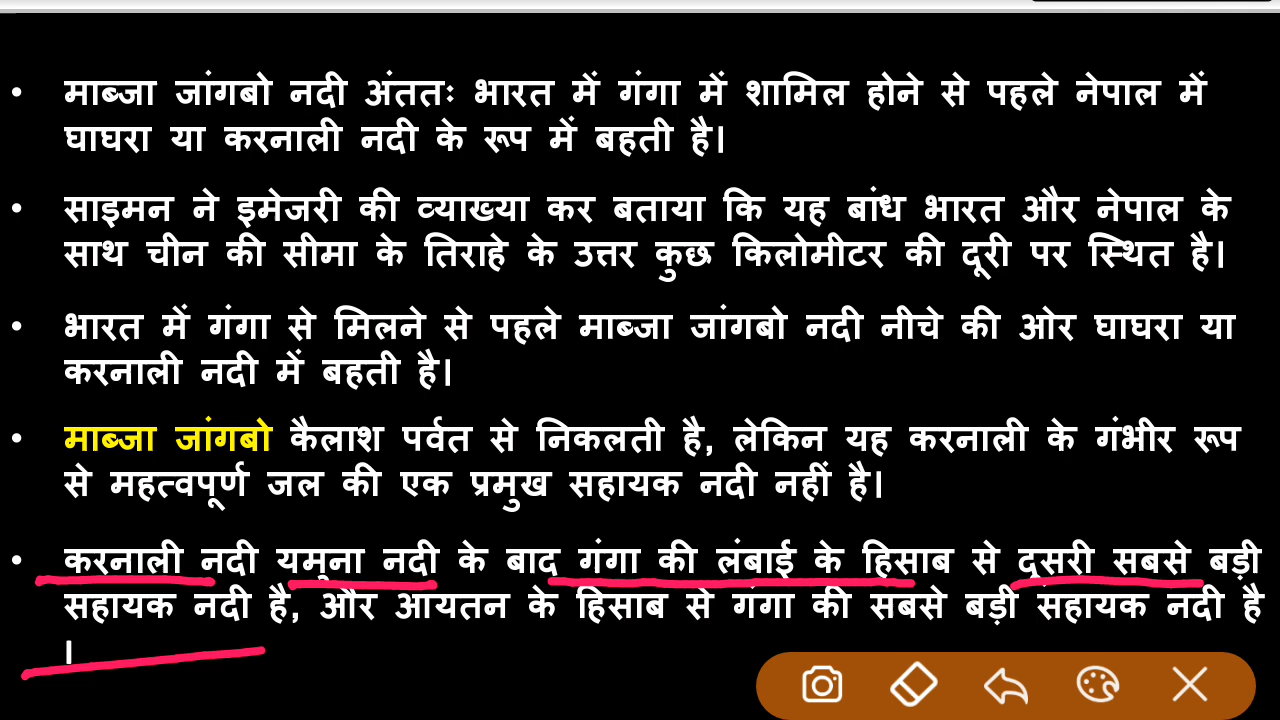 • माब्जा जांगबो नदी अंततः भारत में गंगा में शामिल होने से पहले नेपाल में
घाघरा या करनाली नदी के रूप में बहती है।
• साइमन ने इमेजरी की व्याख्या कर बताया कि यह बांध भारत और नेपाल के
साथ चीन की सीमा के तिराहे के उत्तर कुछ किलोमीटर की दूरी पर स्थित है।
• भारत में गंगा से मिलने से पहले माब्जा जांगबो नदी नीचे की ओर घाघरा या
करनाली नदी में बहती है।
• माब्जा जांगबो कैलाश पर्वत से निकलती है, लेकिन यह करनाली के गंभीर रूप
से महत्वपूर्ण जल की एक प्रमुख सहायक नदी नहीं है।
• करनाली नदी यमुना नदी के बाद गंगा की लंबाई के हिसाब से दूसरी सबसे बड़ी
सहायक नदी है, और आयतन के हिसाब से गंगा की सबसे बड़ी सहायक नदी है
।